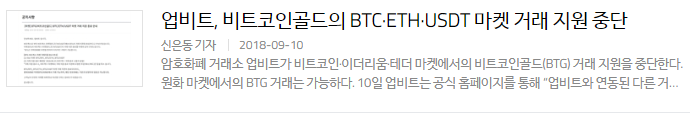 업비트, 비트코인골드의 BTC·ETH·USDT 마켓 거래 지원 중단
신은동 기자 | 2018-09-10
암호화폐 거래소 업비트가 비트코인·이더리움·테더 마켓에서의 비트코인골드(BTG) 거래 지원을 중단한다.
원화 마켓에서의 BTG 거래는 가능하다. 10일 업비트는 공식 홈페이지를 통해 "업비트와 연동된 다른 거...